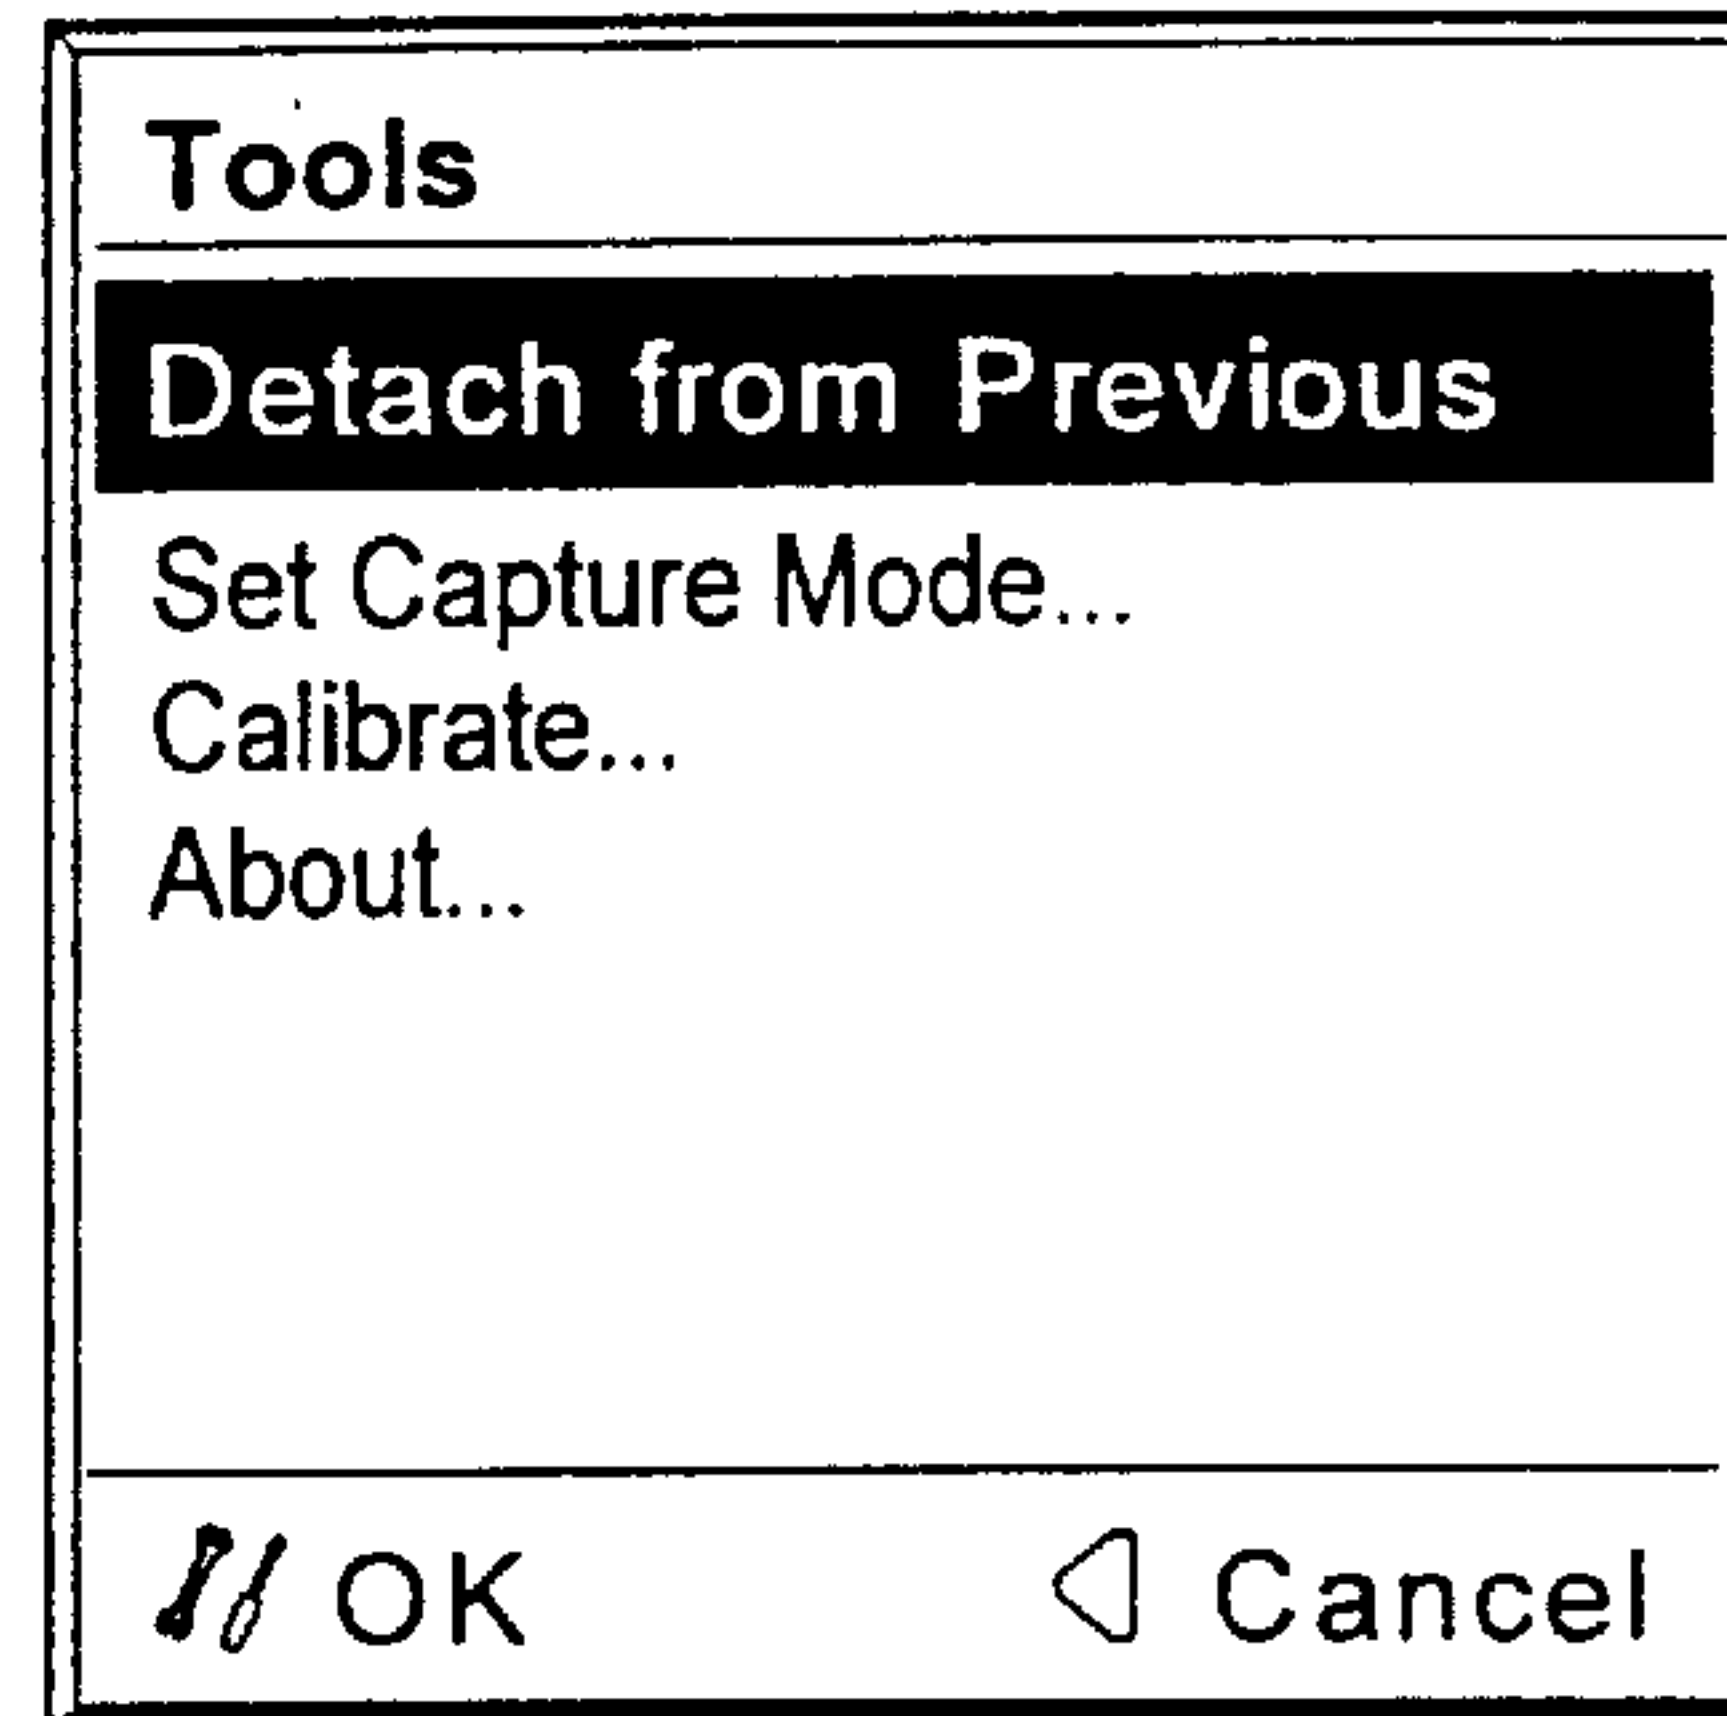 Tools
Detach from Previous
Set Capture Mode...
Calibrate...
About...
OK Cancel